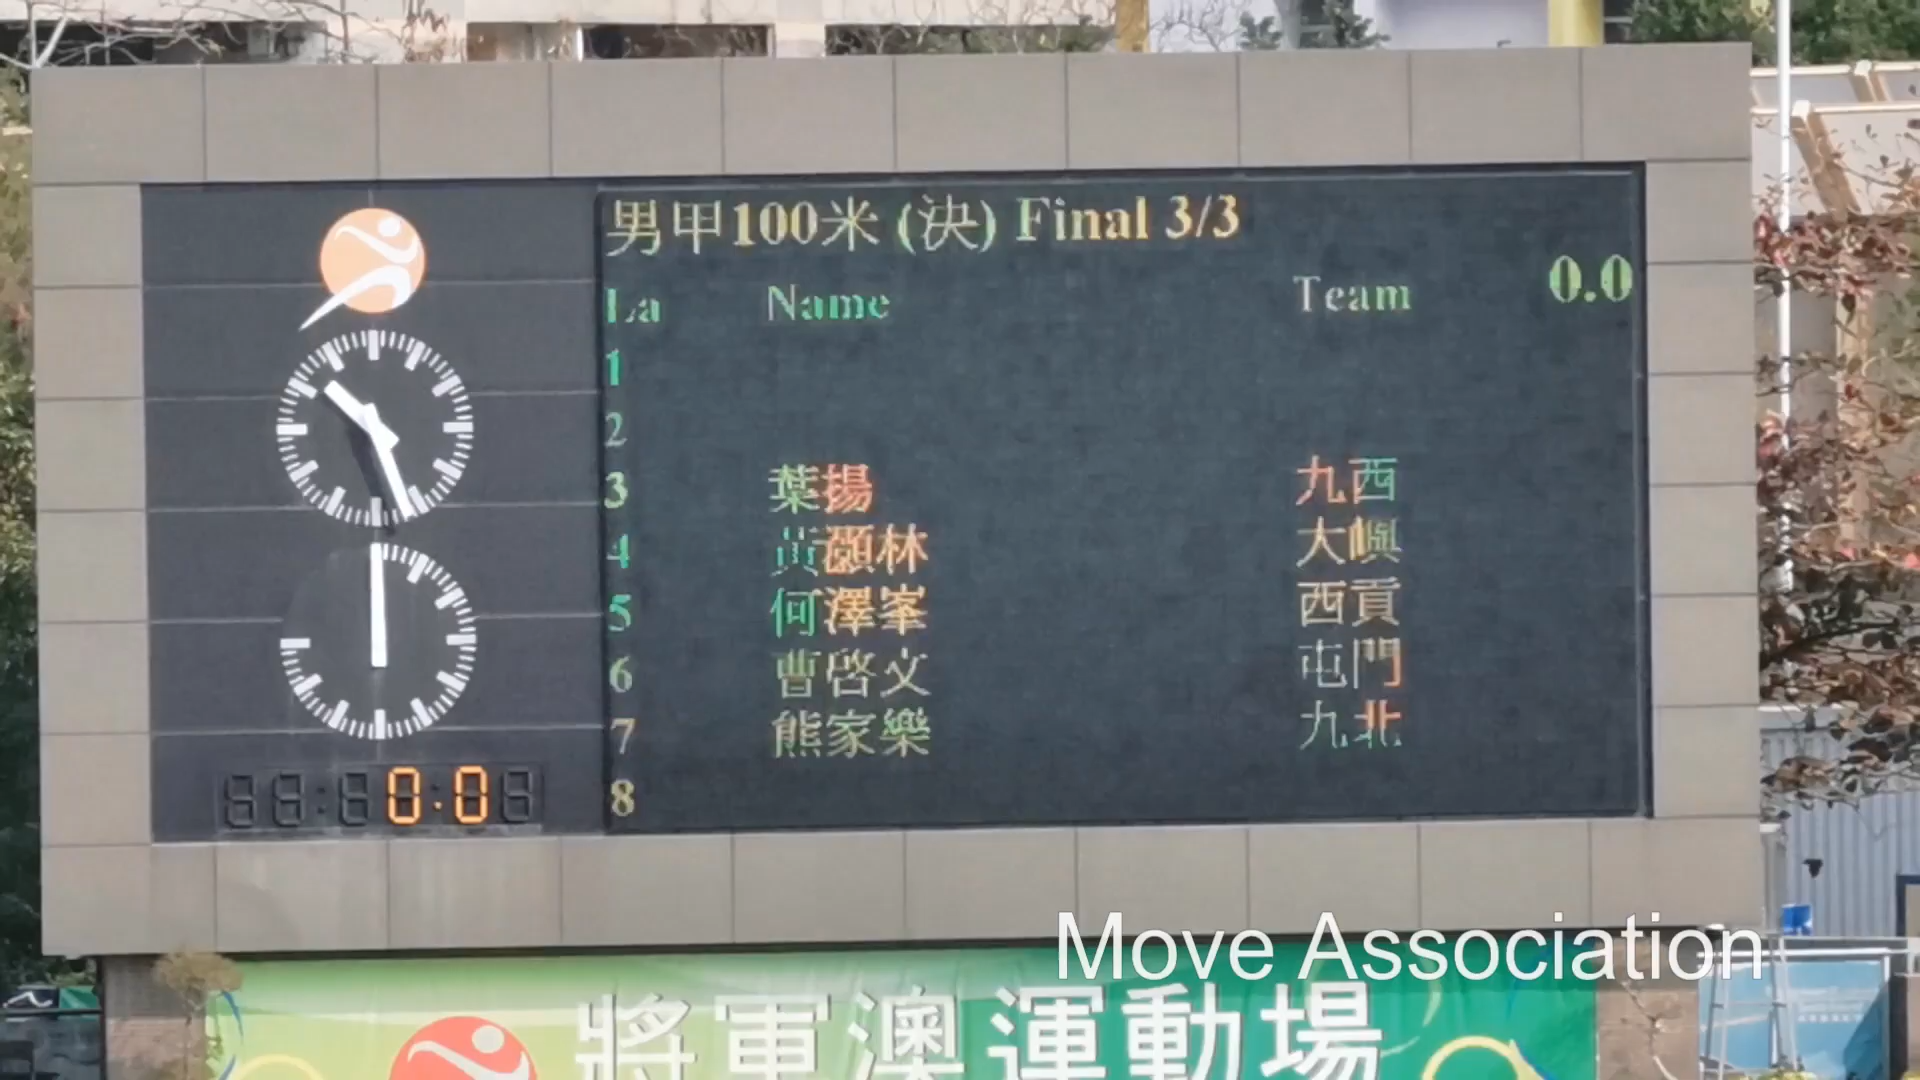 男甲100米 (決) Final 3/3
La Name Team 0.0
1
2
3 葉揚 九西
4 黃灝林 大嶼
5 何澤峯 西貢
6 曹啓文 屯門
7 熊家樂 九北
8
0.0
Move Association
將軍澳運動場